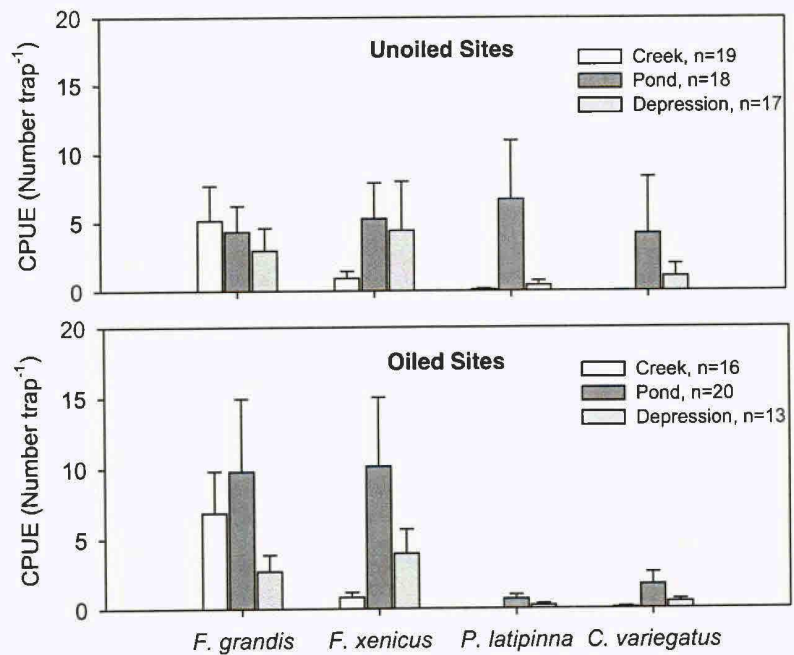 20
Unoiled Sites
Creek, n=19
Pond, n=18
Depression, n=17
15
10
5
0
CPUE (Number trap-1)
20
Oiled Sites
Creek, n=16
Pond, n=20
Depression, n=13
15
10
5
0
CPUE (Number trap-1)
F. grandis F. xenicus P. latipinna C. variegatus